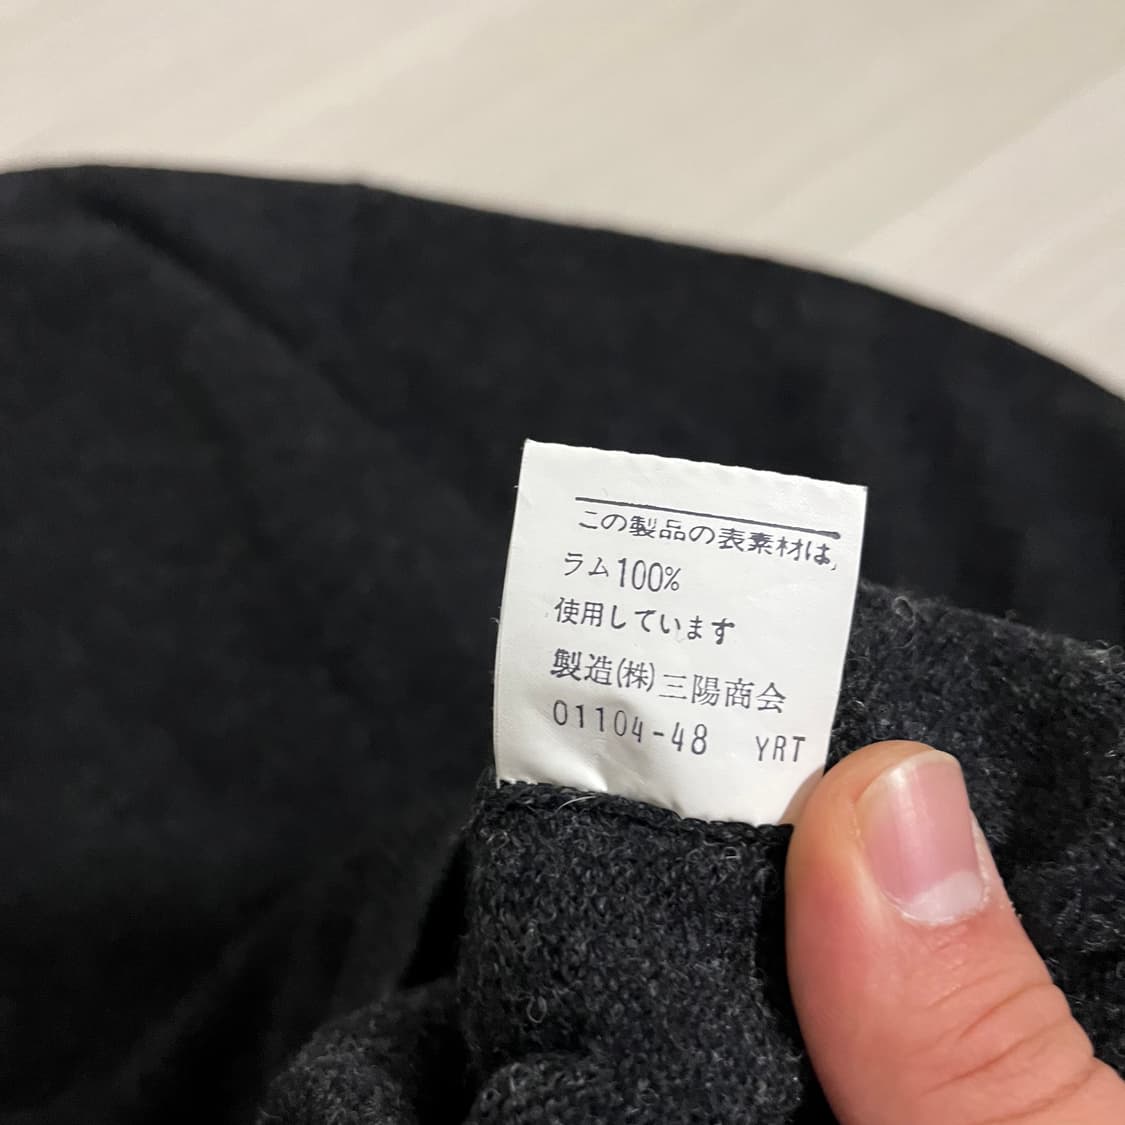 この製品の表素材は,
ラム100%
使用しています
製造(株)三陽商会
01104-48 YRT